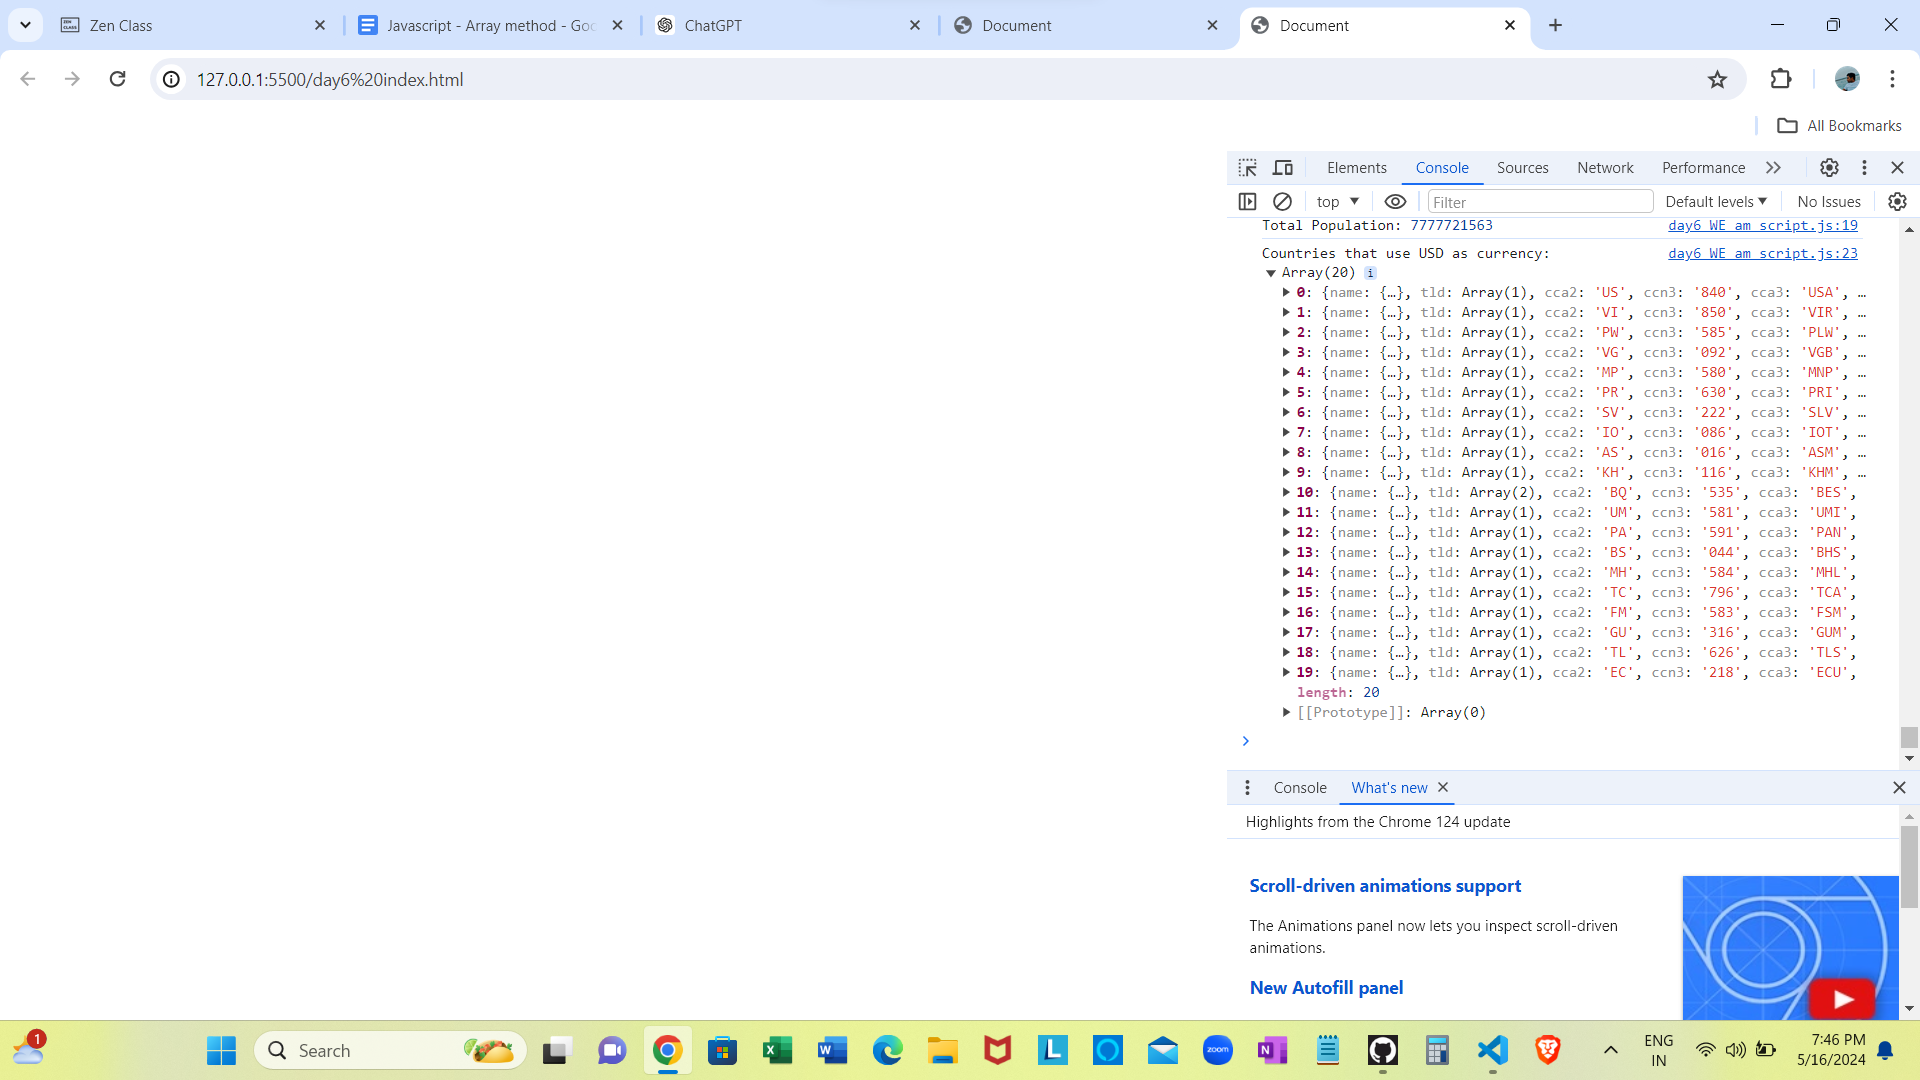 Zen Class
Javascript - Array method - Goo
ChatGPT
Document
Document
127.0.0.1:5500/day6%20index.html
All Bookmarks
Elements Console Sources Network Performance
top Filter Default levels No Issues
Total Population: 7777721563 day6 WE am script.js:19
Countries that use USD as currency: day6 WE am script.js:23
Array(20) i
0: {name: {…}, tld: Array(1), cca2: 'US', ccn3: '840', cca3: 'USA', …
1: {name: {…}, tld: Array(1), cca2: 'VI', ccn3: '850', cca3: 'VIR', …
2: {name: {…}, tld: Array(1), cca2: 'PW', ccn3: '585', cca3: 'PLW', …
3: {name: {…}, tld: Array(1), cca2: 'VG', ccn3: '092', cca3: 'VGB', …
4: {name: {…}, tld: Array(1), cca2: 'MP', ccn3: '580', cca3: 'MNP', …
5: {name: {…}, tld: Array(1), cca2: 'PR', ccn3: '630', cca3: 'PRI', …
6: {name: {…}, tld: Array(1), cca2: 'SV', ccn3: '222', cca3: 'SLV', …
7: {name: {…}, tld: Array(1), cca2: 'IO', ccn3: '086', cca3: 'IOT', …
8: {name: {…}, tld: Array(1), cca2: 'AS', ccn3: '016', cca3: 'ASM', …
9: {name: {…}, tld: Array(1), cca2: 'KH', ccn3: '116', cca3: 'KHM', …
10: {name: {…}, tld: Array(2), cca2: 'BQ', ccn3: '535', cca3: 'BES',
11: {name: {…}, tld: Array(1), cca2: 'UM', ccn3: '581', cca3: 'UMI',
12: {name: {…}, tld: Array(1), cca2: 'PA', ccn3: '591', cca3: 'PAN',
13: {name: {…}, tld: Array(1), cca2: 'BS', ccn3: '044', cca3: 'BHS',
14: {name: {…}, tld: Array(1), cca2: 'MH', ccn3: '584', cca3: 'MHL',
15: {name: {…}, tld: Array(1), cca2: 'TC', ccn3: '796', cca3: 'TCA',
16: {name: {…}, tld: Array(1), cca2: 'FM', ccn3: '583', cca3: 'FSM',
17: {name: {…}, tld: Array(1), cca2: 'GU', ccn3: '316', cca3: 'GUM',
18: {name: {…}, tld: Array(1), cca2: 'TL', ccn3: '626', cca3: 'TLS',
19: {name: {…}, tld: Array(1), cca2: 'EC', ccn3: '218', cca3: 'ECU',
length: 20
[[Prototype]]: Array(0)
Console What's new
Highlights from the Chrome 124 update
Scroll-driven animations support
The Animations panel now lets you inspect scroll-driven
animations.
New Autofill panel
1
Search
zoom
ENG
IN
7:46 PM
5/16/2024